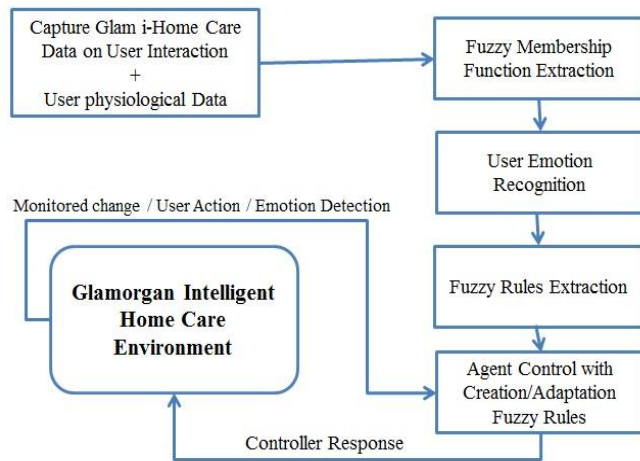 Capture Glam i-Home Care
Data on User Interaction
+
User physiological Data
Fuzzy Membership
Function Extraction
User Emotion
Recognition
Monitored change / User Action / Emotion Detection
Glamorgan Intelligent
Home Care
Environment
Fuzzy Rules Extraction
Agent Control with
Creation/Adaptation
Fuzzy Rules
Controller Response